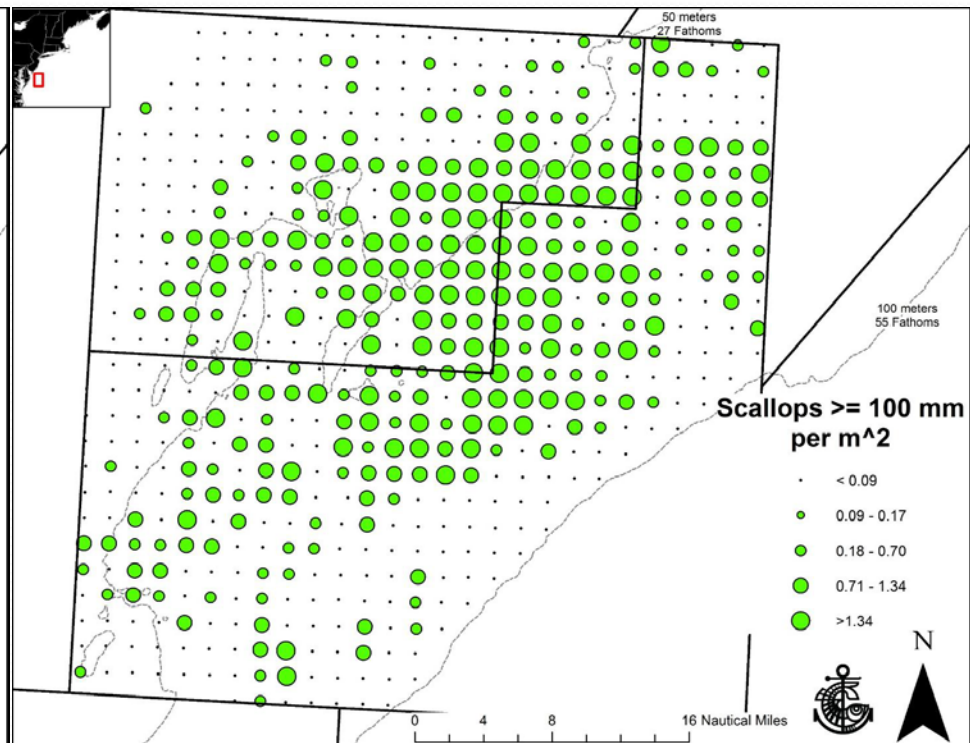 50 meters
27 Fathoms
100 meters
55 Fathoms
Scallops >= 100 mm
per m^2
< 0.09
0.09 - 0.17
0.18 - 0.70
0.71 - 1.34
>1.34
N
0 4 8 16 Nautical Miles